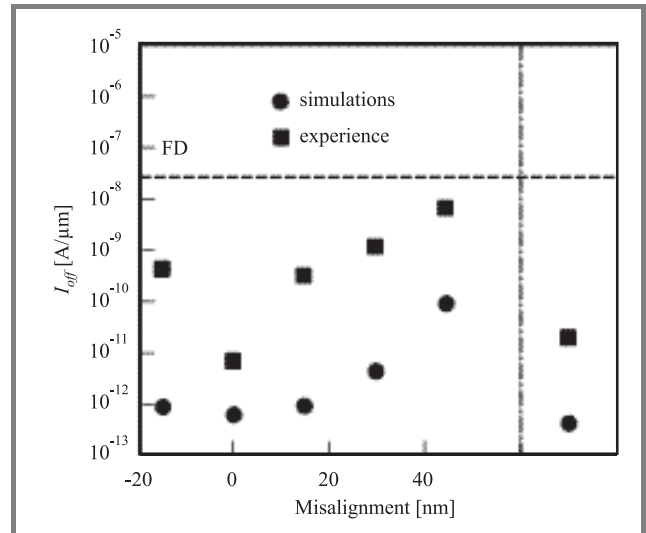 10-5
10-6
simulations
10-7
experience
FD
10-8
10-9
10-10
10-11
10-12
10-13
Ioff [A/µm]
-20 0 20 40
Misalignment [nm]